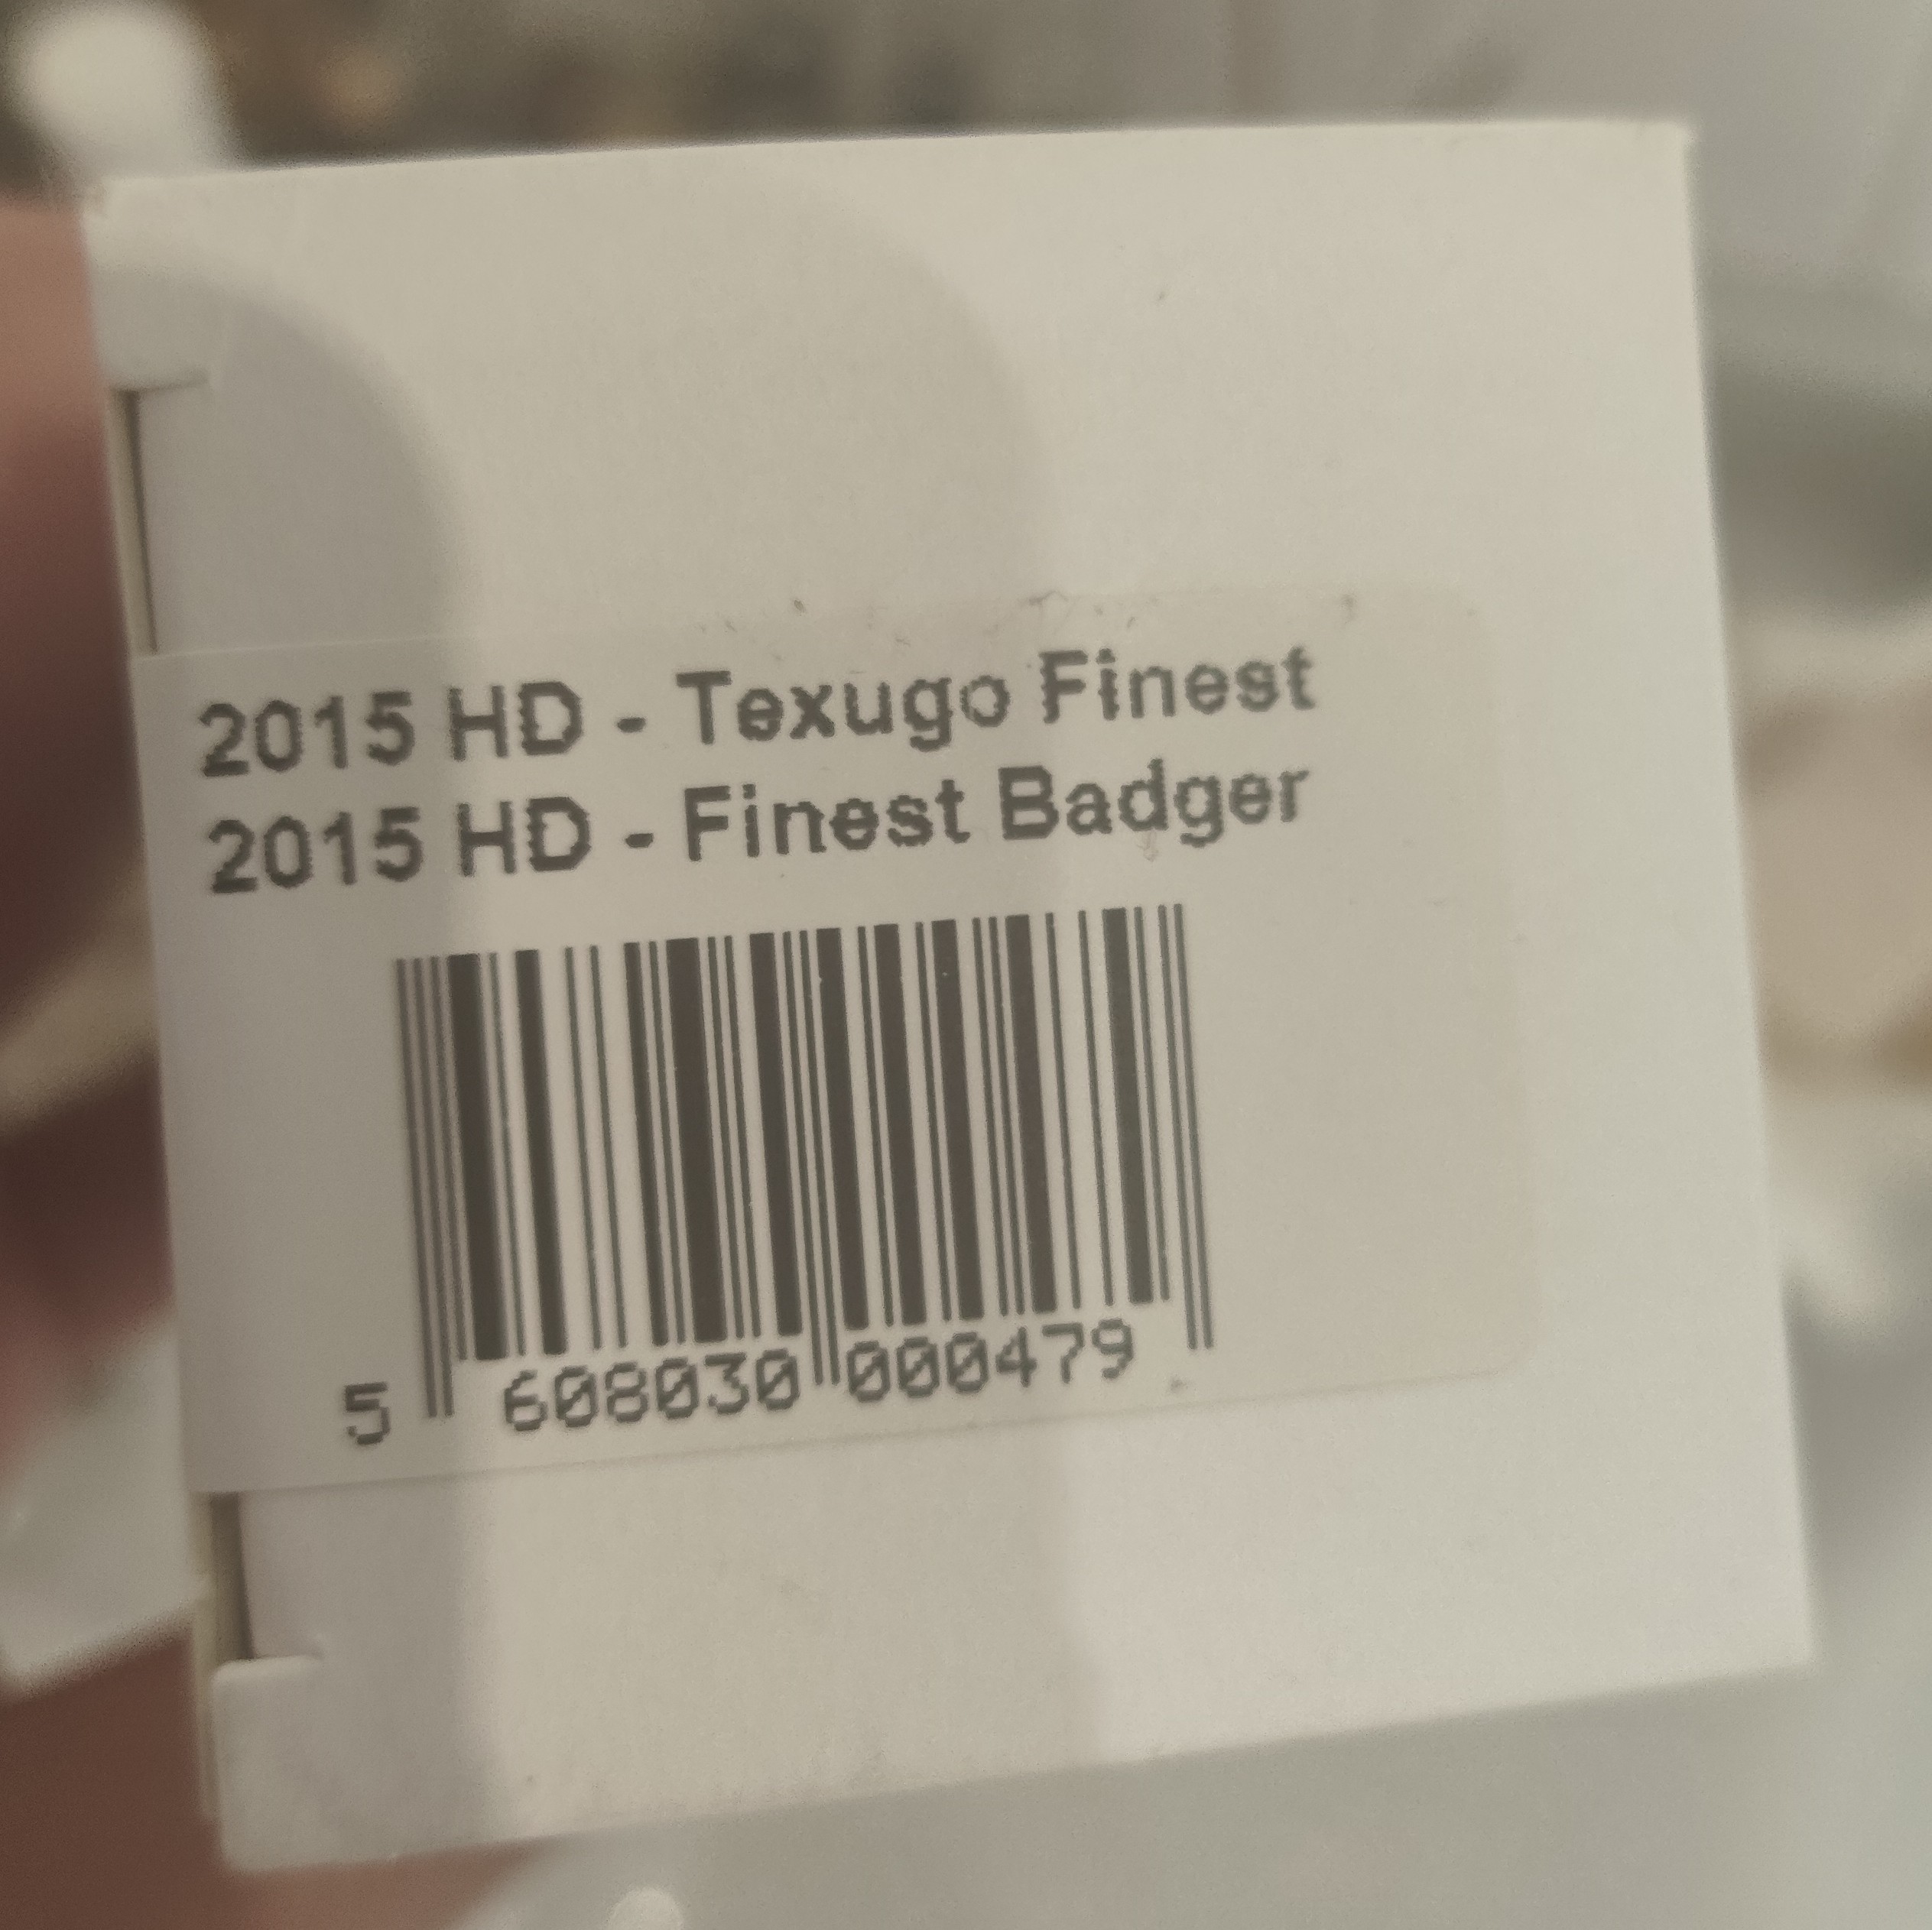 2015 HD - Texugo Finest
2015 HD - Finest Badger
5 608030 000479